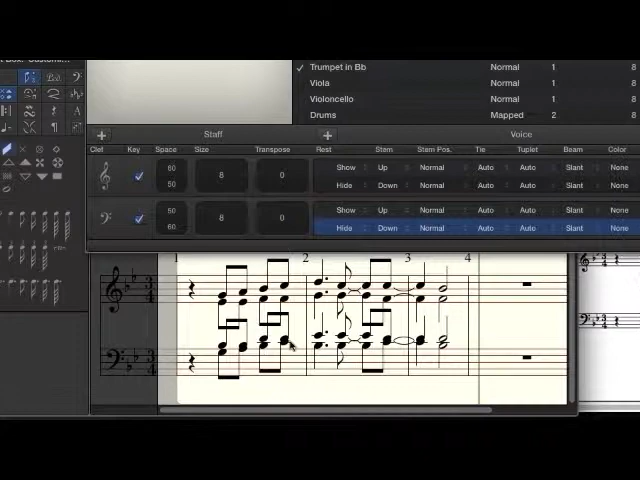 Trumpet in Bb Normal 1 8
Viola Normal 1 8
Violoncello Normal 1 8
Drums Mapped 2 8
+ Staff + Voice
Clef Key Space Size Transpose Rest Stem Stem Pos. Tie Tuplet Beam Color
60 50 8 0 Show Up Normal Auto Auto Slant None
Hide Down Normal Auto Auto Slant None
50 60 8 0 Show Up Normal Auto Auto Slant None
Hide Down Normal Auto Auto Slant None
1 2 3 4